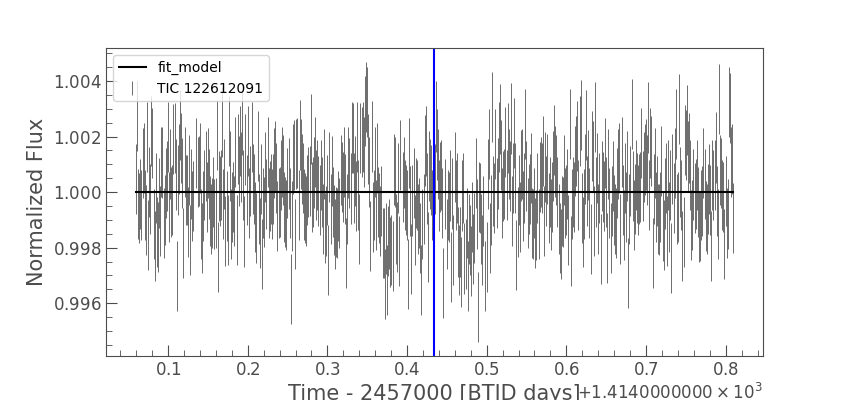 fit_model
TIC 122612091
Normalized Flux
1.004
1.002
1.000
0.998
0.996
0.1 0.2 0.3 0.4 0.5 0.6 0.7 0.8
Time - 2457000 [BTJD days]
+1.4140000000 × 10³